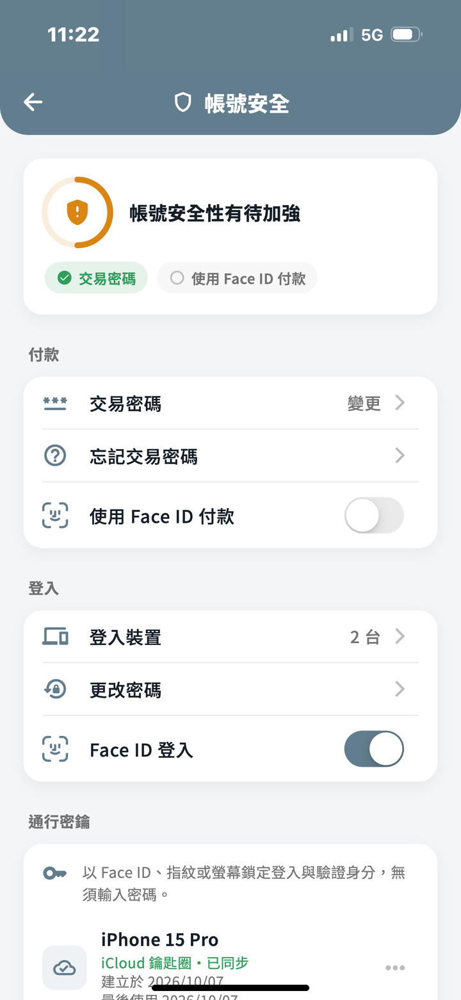 11:22
5G
帳號安全
帳號安全性有待加強
交易密碼
使用 Face ID 付款
付款
交易密碼
變更
忘記交易密碼
使用 Face ID 付款
登入
登入裝置
2 台
更改密碼
Face ID 登入
通行密鑰
以 Face ID、指紋或螢幕鎖定登入與驗證身分，無
須輸入密碼。
iPhone 15 Pro
iCloud 鑰匙圈・已同步
建立於 2026/10/07
最後使用 2026/10/07